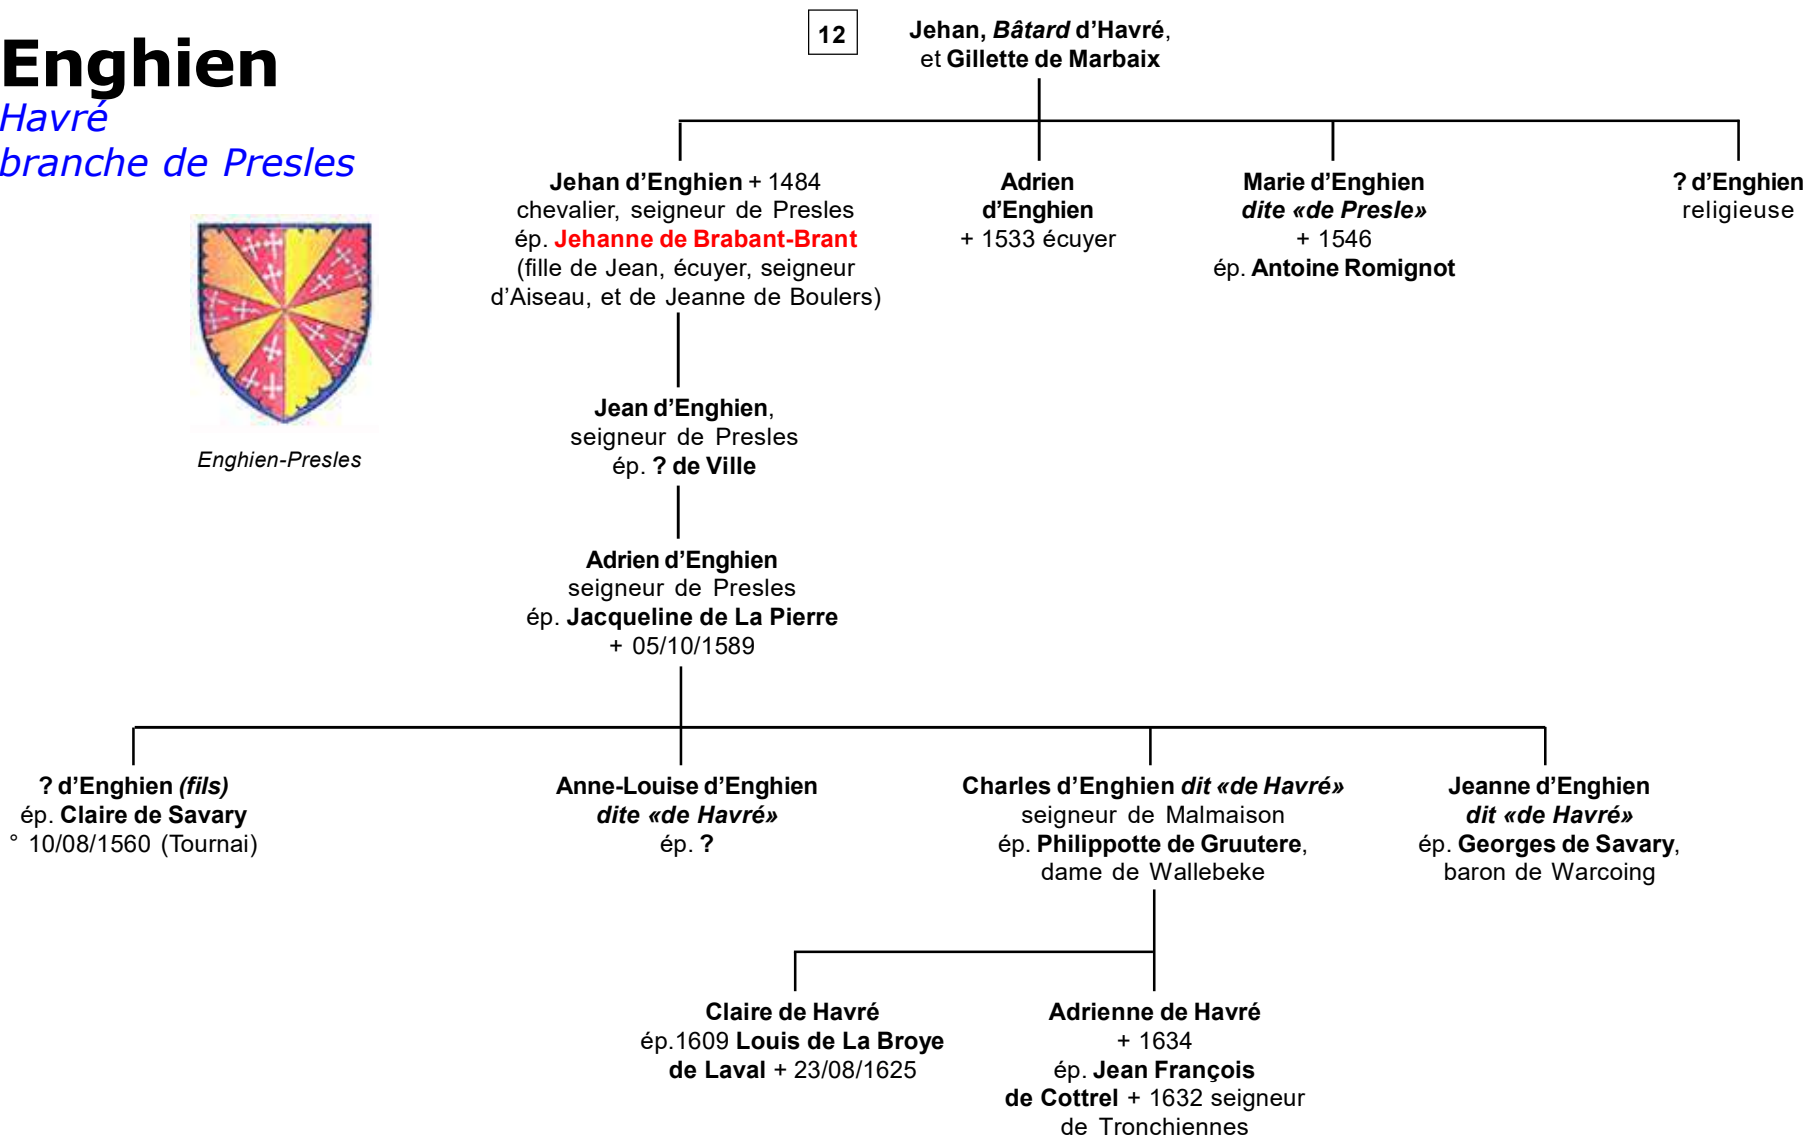 Enghien
Havré
branche de Presles
Enghien-Presles
12
Jehan, Bâtard d’Havré,
et Gillette de Marbaix
Jehan d’Enghien + 1484
chevalier, seigneur de Presles
ép. Jehanne de Brabant-Brant
(fille de Jean, écuyer, seigneur
d’Aiseau, et de Jeanne de Boulers)
Adrien
d’Enghien
+ 1533 écuyer
Marie d’Enghien
dite «de Presle»
+ 1546
ép. Antoine Romignot
? d’Enghien
religieuse
Jean d’Enghien,
seigneur de Presles
ép. ? de Ville
Adrien d’Enghien
seigneur de Presles
ép. Jacqueline de La Pierre
+ 05/10/1589
? d’Enghien (fils)
ép. Claire de Savary
° 10/08/1560 (Tournai)
Anne-Louise d’Enghien
dite «de Havré»
ép. ?
Charles d’Enghien dit «de Havré»
seigneur de Malmaison
ép. Philippotte de Gruutere,
dame de Wallebeke
Jeanne d’Enghien
dit «de Havré»
ép. Georges de Savary,
baron de Warcoing
Claire de Havré
ép.1609 Louis de La Broye
de Laval + 23/08/1625
Adrienne de Havré
+ 1634
ép. Jean François
de Cottrel + 1632 seigneur
de Tronchiennes